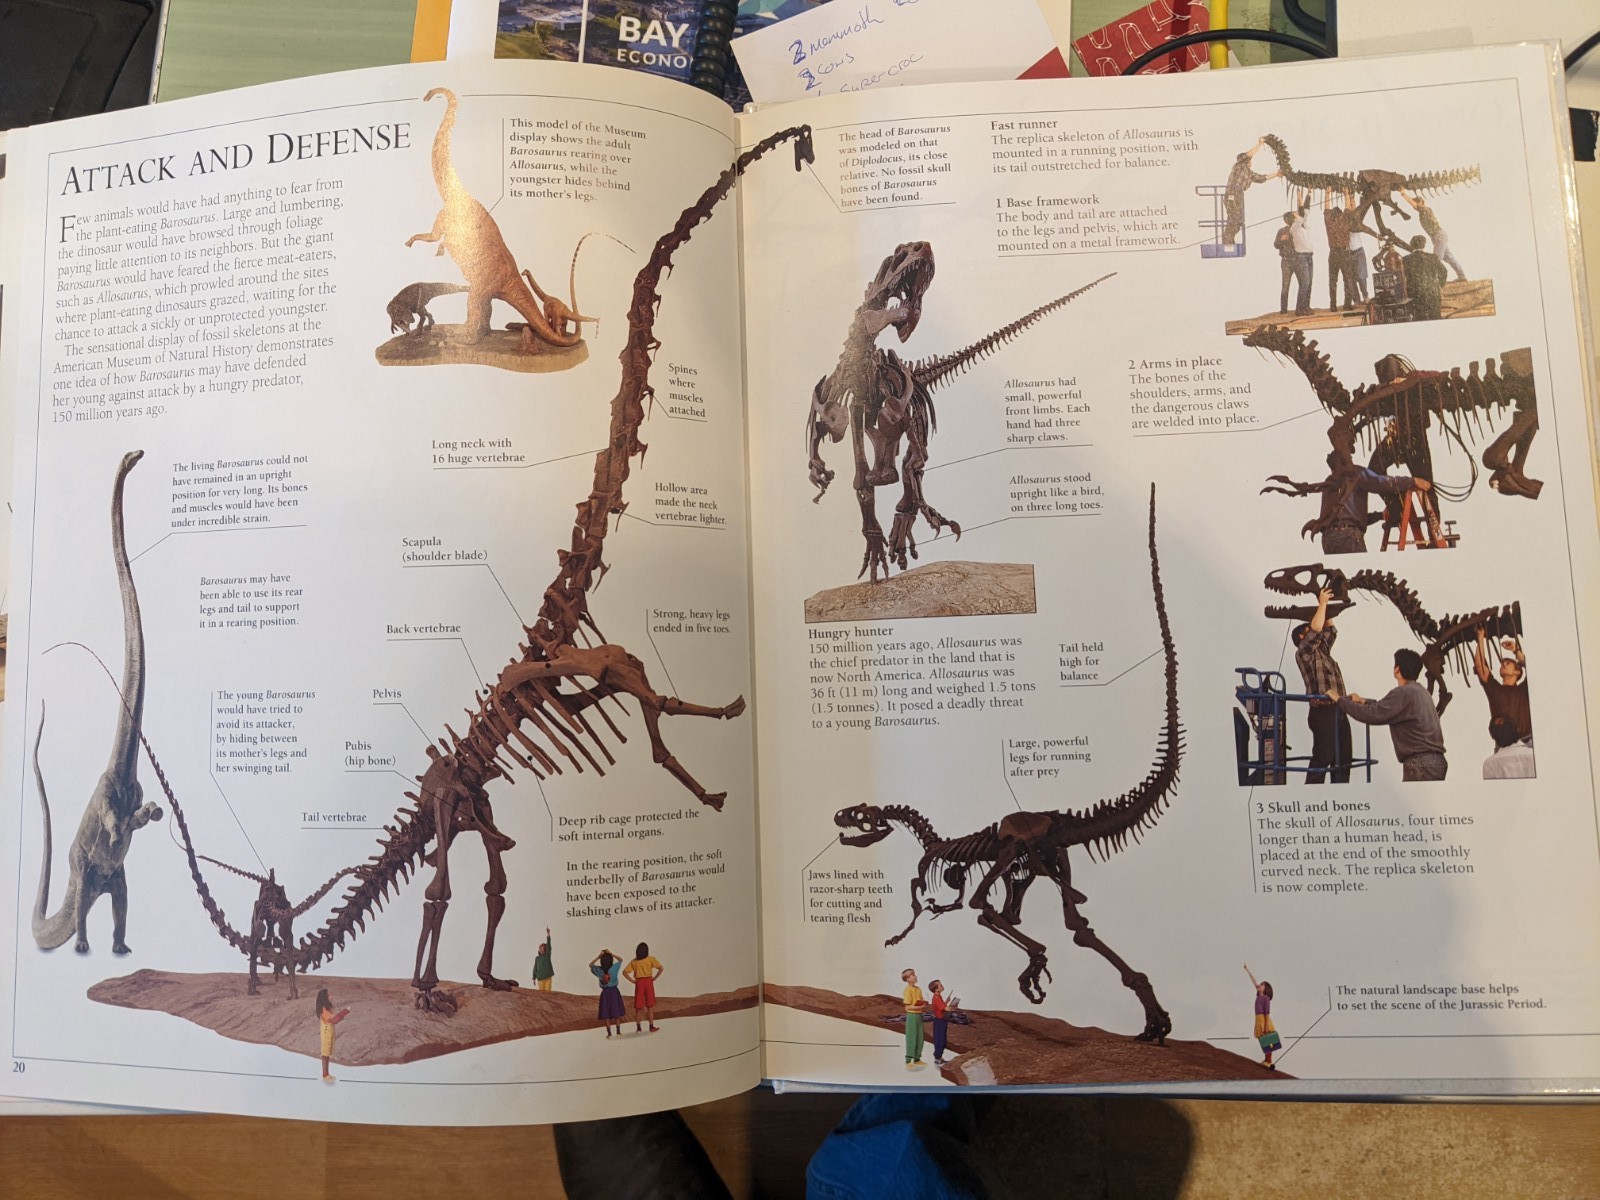 BAY
ECONO
2 Mammoth
2 Cows
Supercroc
ATTACK AND DEFENSE
Few animals would have had anything to fear from
the plant-eating Barosaurus. Large and lumbering,
the dinosaur would have browsed through foliage
paying little attention to its neighbors. But the giant
Barosaurus would have feared the fierce meat-eaters,
such as Allosaurus, which prowled around the sites
where plant-eating dinosaurs grazed, waiting for the
chance to attack a sickly or unprotected youngster.
The sensational display of fossil skeletons at the
American Museum of Natural History demonstrates
one idea of how Barosaurus may have defended
her young against attack by a hungry predator,
150 million years ago.
This model of the Museum
display shows the adult
Barosaurus rearing over
Allosaurus, while the
youngster hides behind
its mother's legs.
Spines
where
muscles
attached
Long neck with
16 huge vertebrae
The living Barosaurus could not
have remained in an upright
position for very long. Its bones
and muscles would have been
under incredible strain.
Hollow area
made the neck
vertebrae lighter.
Scapula
(shoulder blade)
Barosaurus may have
been able to use its rear
legs and tail to support
it in a rearing position.
Strong, heavy legs
ended in five toes.
Back vertebrae
The young Barosaurus
would have tried to
avoid its attacker,
by hiding between
its mother's legs and
her swinging tail.
Pelvis
Pubis
(hip bone)
Tail vertebrae
Deep rib cage protected the
soft internal organs.
In the rearing position, the soft
underbelly of Barosaurus would
have been exposed to the
slashing claws of its attacker.
20
The head of Barosaurus
was modeled on that
of Diplodocus, its close
relative. No fossil skull
bones of Barosaurus
have been found.
Fast runner
The replica skeleton of Allosaurus is
mounted in a running position, with
its tail outstretched for balance.
1 Base framework
The body and tail are attached
to the legs and pelvis, which are
mounted on a metal framework.
Allosaurus had
small, powerful
front limbs. Each
hand had three
sharp claws.
2 Arms in place
The bones of the
shoulders, arms, and
the dangerous claws
are welded into place.
Allosaurus stood
upright like a bird,
on three long toes.
Hungry hunter
150 million years ago, Allosaurus was
the chief predator in the land that is
now North America. Allosaurus was
36 ft (11 m) long and weighed 1.5 tons
(1.5 tonnes). It posed a deadly threat
to a young Barosaurus.
Tail held
high for
balance
Large, powerful
legs for running
after prey
Jaws lined with
razor-sharp teeth
for cutting and
tearing flesh
3 Skull and bones
The skull of Allosaurus, four times
longer than a human head, is
placed at the end of the smoothly
curved neck. The replica skeleton
is now complete.
The natural landscape base helps
to set the scene of the Jurassic Period.